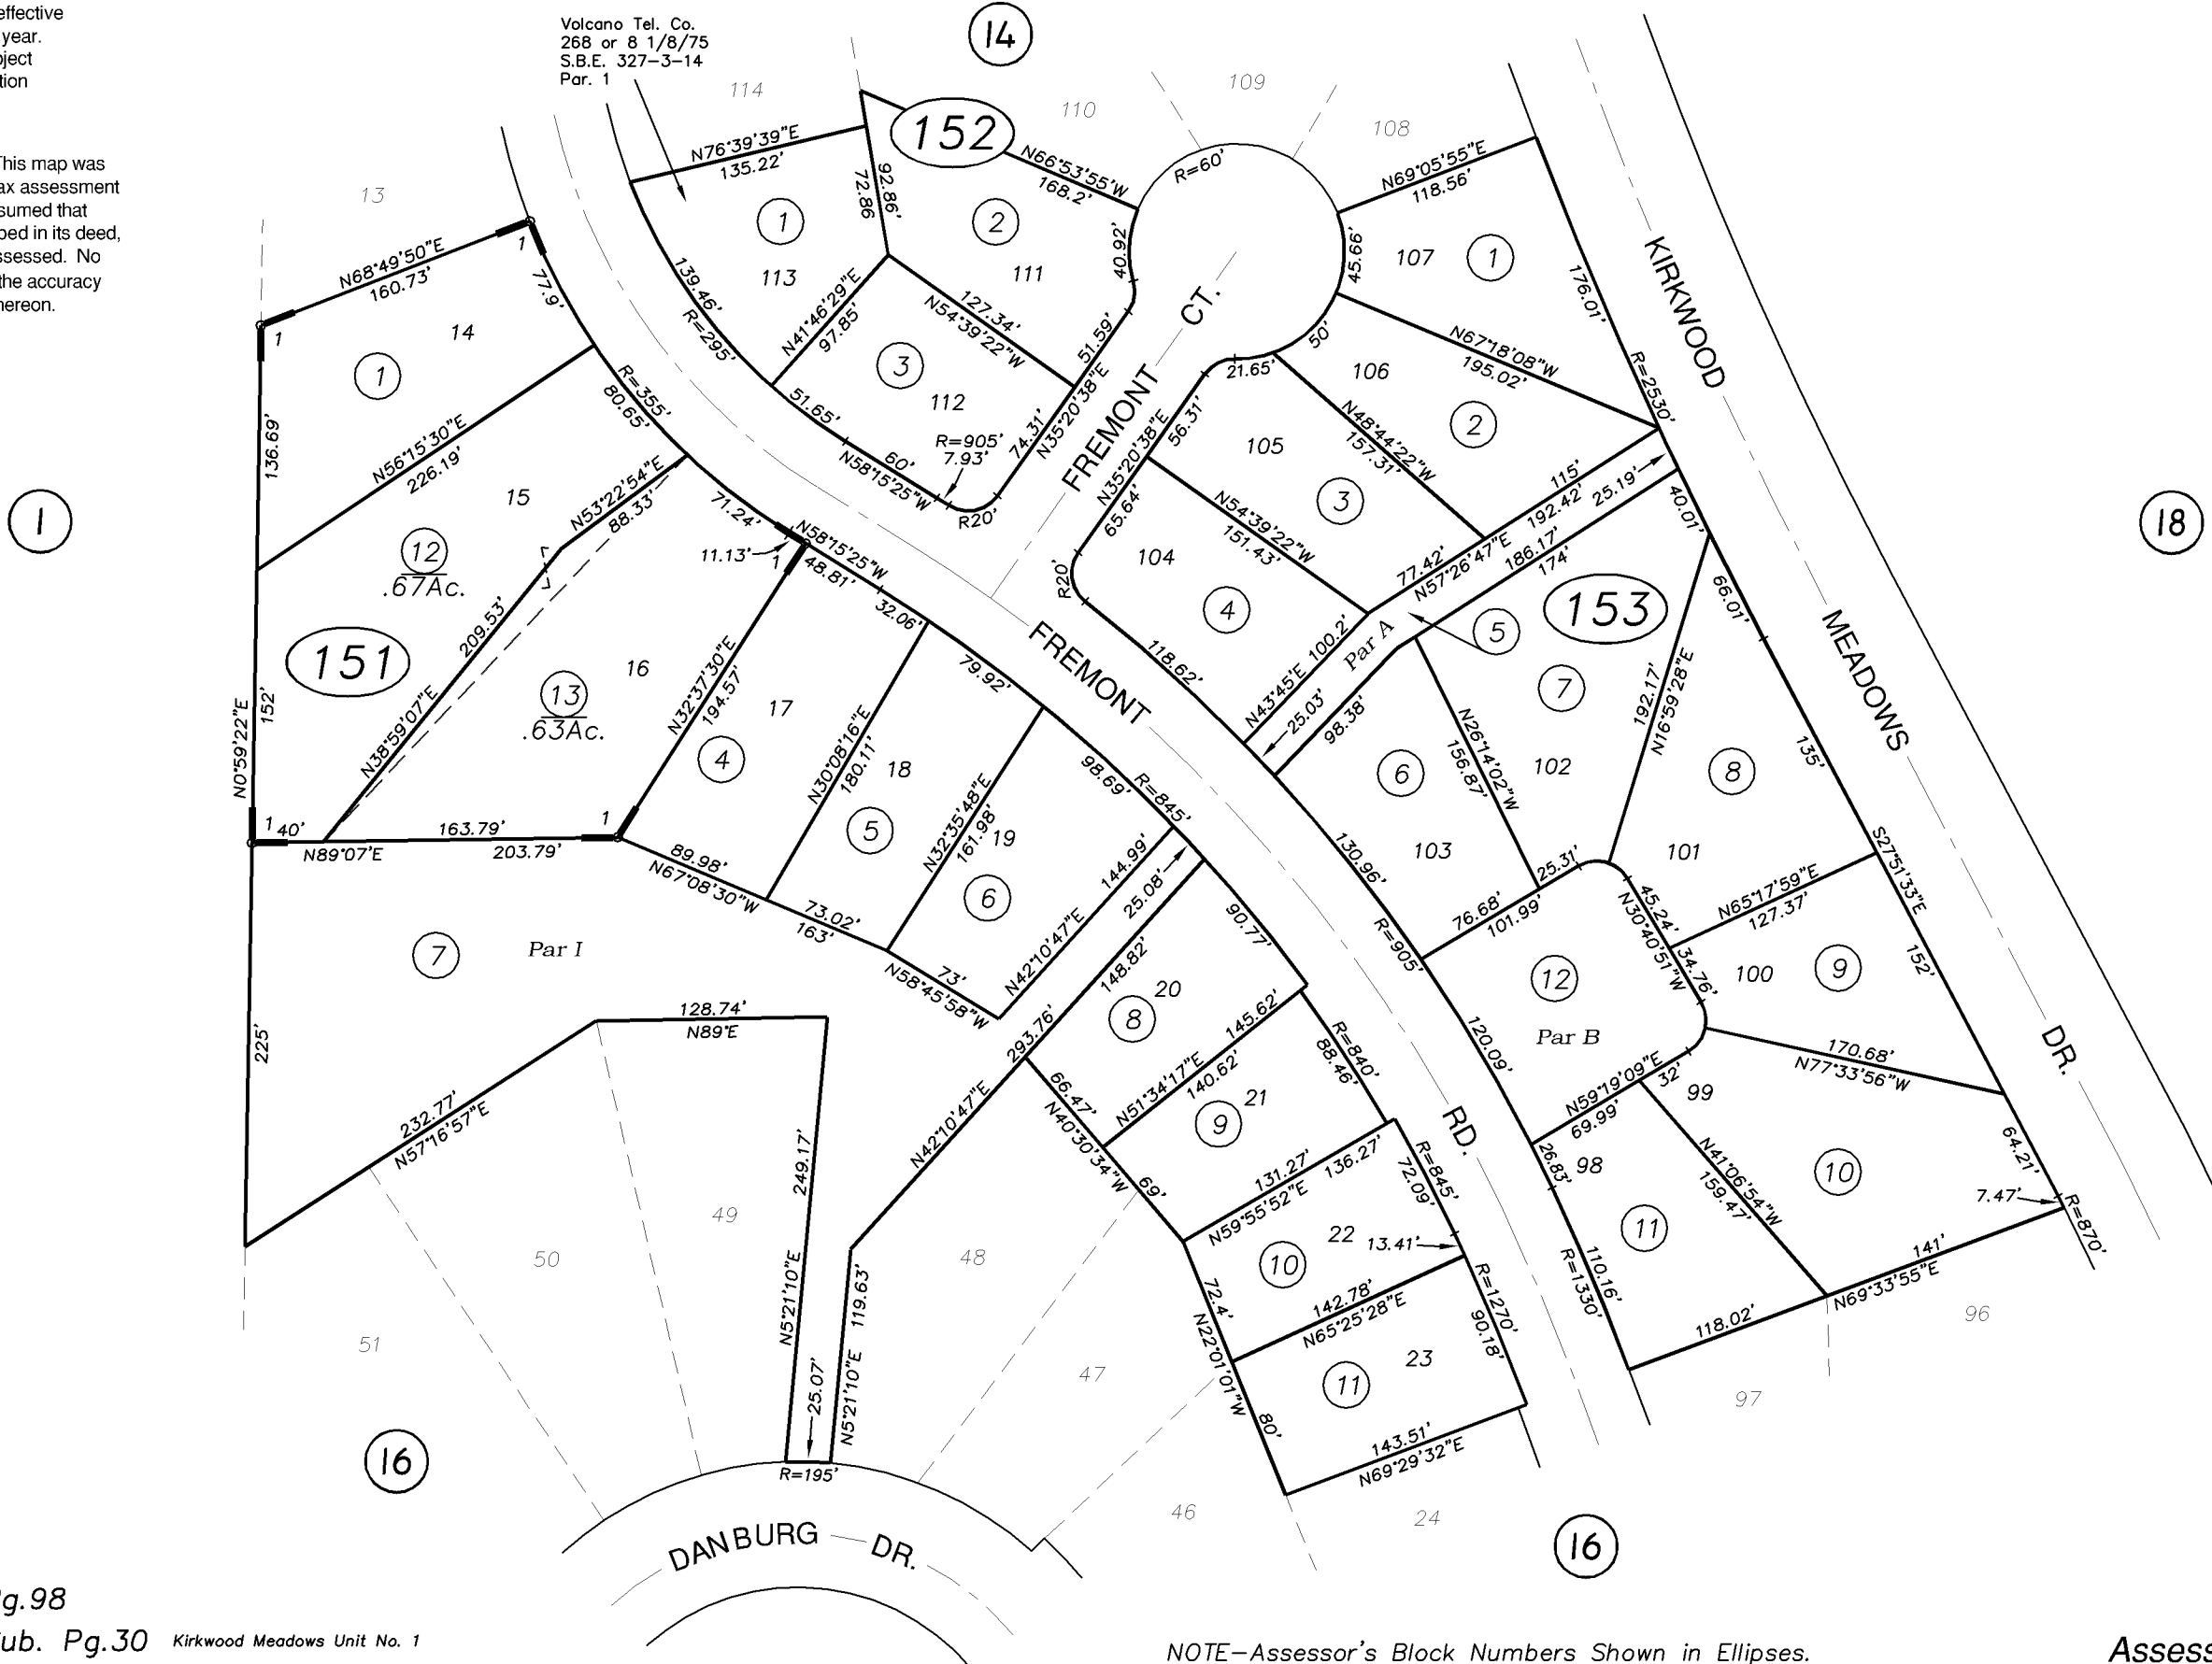 effective
year.
ject
tion
This map was
ax assessment
sumed that
bed in its deed,
ssessed. No
the accuracy
hereon.
Volcano Tel. Co.
268 or 8 1/8/75
S.B.E. 327-3-14
Par. 1
14
114
110
109
108
13
1
18
152
N76°39'39"E
135.22'
72.86
92.86'
N66°53'55"W
168.2'
R=60'
1
113
2
111
40.92'
139.46'
R=295'
N41°46'29"E
97.85'
127.34'
N54°39'22"W
51.59'
3
112
51.65'
R=905'
7.93'
60'
N58°15'25"W
R20'
74.31'
N35°20'38"E
FREMONT CT.
N69°05'55"E
118.56'
45.66'
107
1
176.01'
R=2530'
KIRKWOOD
MEADOWS
DR.
N67°18'08"W
195.02'
50'
106
2
21.65'
56.31'
N35°20'38"E
65.64'
105
N48°44'22"W
157.31'
3
115'
192.42'
25.19'
40.01'
N54°39'22"W
151.43'
104
4
R20'
118.62'
77.42'
N57°26'47"E
186.17'
174'
N43°45'E 100.2'
Par A
25.03'
98.38'
5
153
66.01'
7
102
192.17'
N16°59'28"E
N26°14'02"W
156.87'
6
103
8
101
135'
130.96'
R=905'
25.31'
76.68'
101.99'
45.24'
N30°40'51"W
34.76'
N65°17'59"E
127.37'
S27°51'33"E
152'
100
9
12
Par B
120.09'
170.68'
N77°33'56"W
N59°19'09"E
32'
69.99'
99
98
26.83'
N41°06'54"W
159.47'
10
64.21'
7.47'
R=870'
11
110.16'
R=1330'
118.02'
141'
N69°33'55"E
96
97
N68°49'50"E
160.73'
1
1
77.9'
14
1
136.69'
N56°15'30"E
226.19'
R=355'
80.65'
15
12
.67Ac.
N53°22'54"E
88.33'
71.24'
11.13'
1
N58°15'25"W
48.81'
32.06'
151
209.53'
N38°59'07"E
16
13
.63Ac.
N32°37'30"E
194.57'
17
4
N0°59'22"E
152'
1
40'
N89°07'E
163.79'
203.79'
1
FREMONT
RD.
79.92'
N30°08'16"E
180.11'
18
5
98.69'
R=845'
N32°35'48"E
161.98'
19
6
89.98'
N67°08'30"W
73.02'
163'
73'
N58°45'58"W
144.99'
N42°10'47"E
25.08'
7
Par I
225'
128.74'
N89°E
232.77'
N57°16'57"E
249.17'
N5°21'10"E
293.76'
148.82'
N42°10'47"E
119.63'
N5°21'10"E
25.07'
R=195'
90.77'
20
8
145.62'
N51°34'17"E
140.62'
R=840'
88.46'
66.47'
N40°30'34"W
69'
21
9
131.27'
136.27'
N59°55'52"E
R=845'
72.09'
22
13.41'
10
142.78'
N65°25'28"E
72.4'
N22°01'01"W
80'
R=1270'
90.18'
23
11
143.51'
N69°29'32"E
51
50
49
48
47
46
24
16
16
DANBURG DR.
Pg.98
ub. Pg.30 Kirkwood Meadows Unit No. 1
NOTE-Assessor's Block Numbers Shown in Ellipses.
Assess